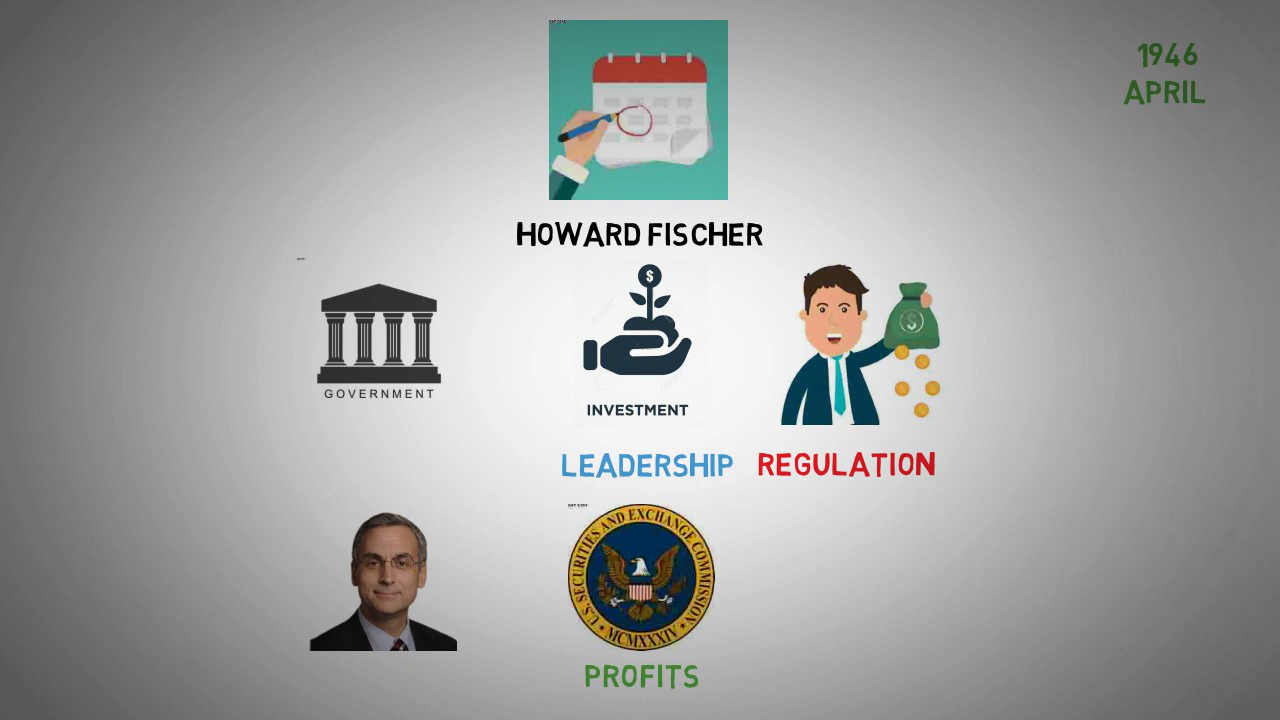 1946
APRIL
HOWARD FISCHER
GOVERNMENT
$
$
INVESTMENT
LEADERSHIP
REGULATION
U.S. SECURITIES AND EXCHANGE COMMISSION
MCMXXXIV
PROFITS